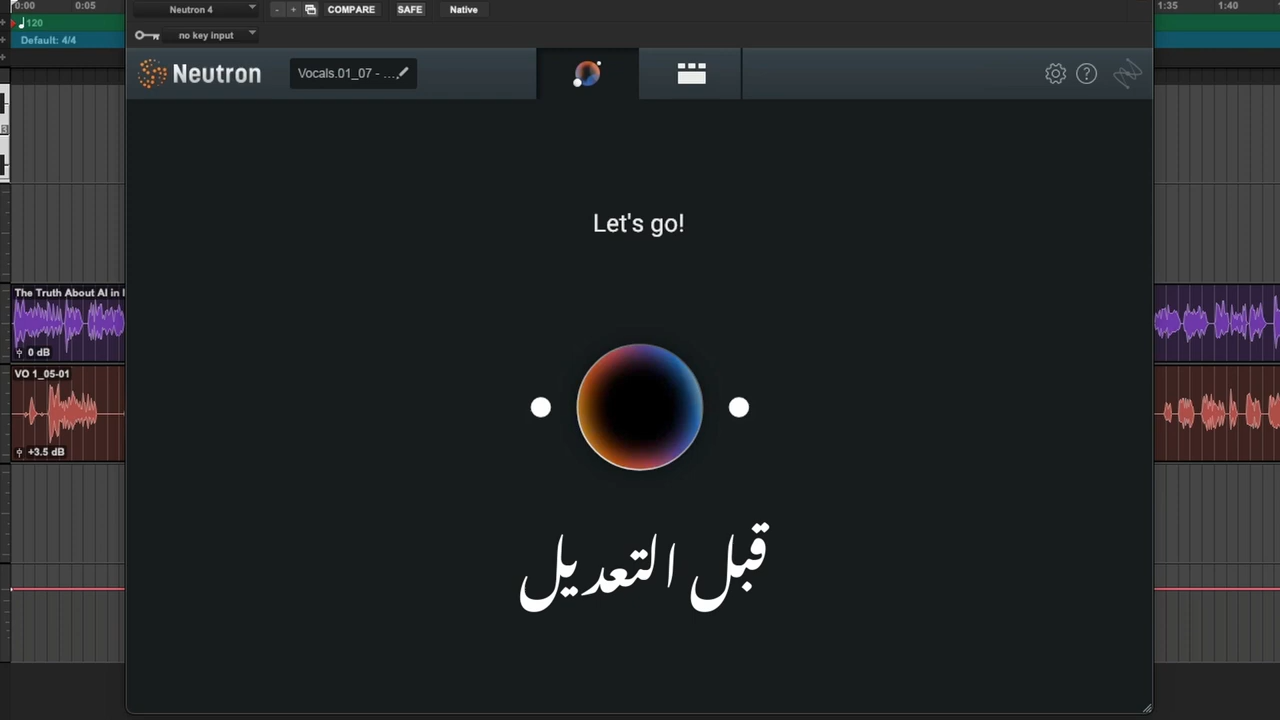 0:00 0:05
Neutron 4
- + COMPARE SAFE Native
1:35 1:40
120
no key input
Default: 4/4
Neutron
Vocals.01_07 - ...
?
Let's go!
The Truth About AI in
0 dB
VO 1_05-01
+3.5 dB
قبل التعديل